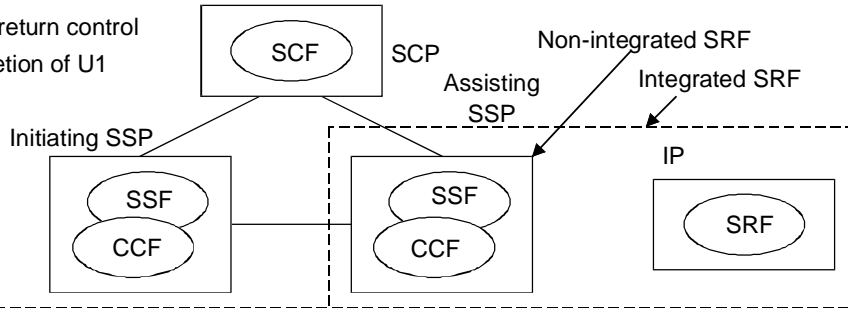 return control
etion of U1
SCF
SCP
Non-integrated SRF
Assisting
SSP
Integrated SRF
Initiating SSP
IP
SSF
CCF
SSF
CCF
SRF